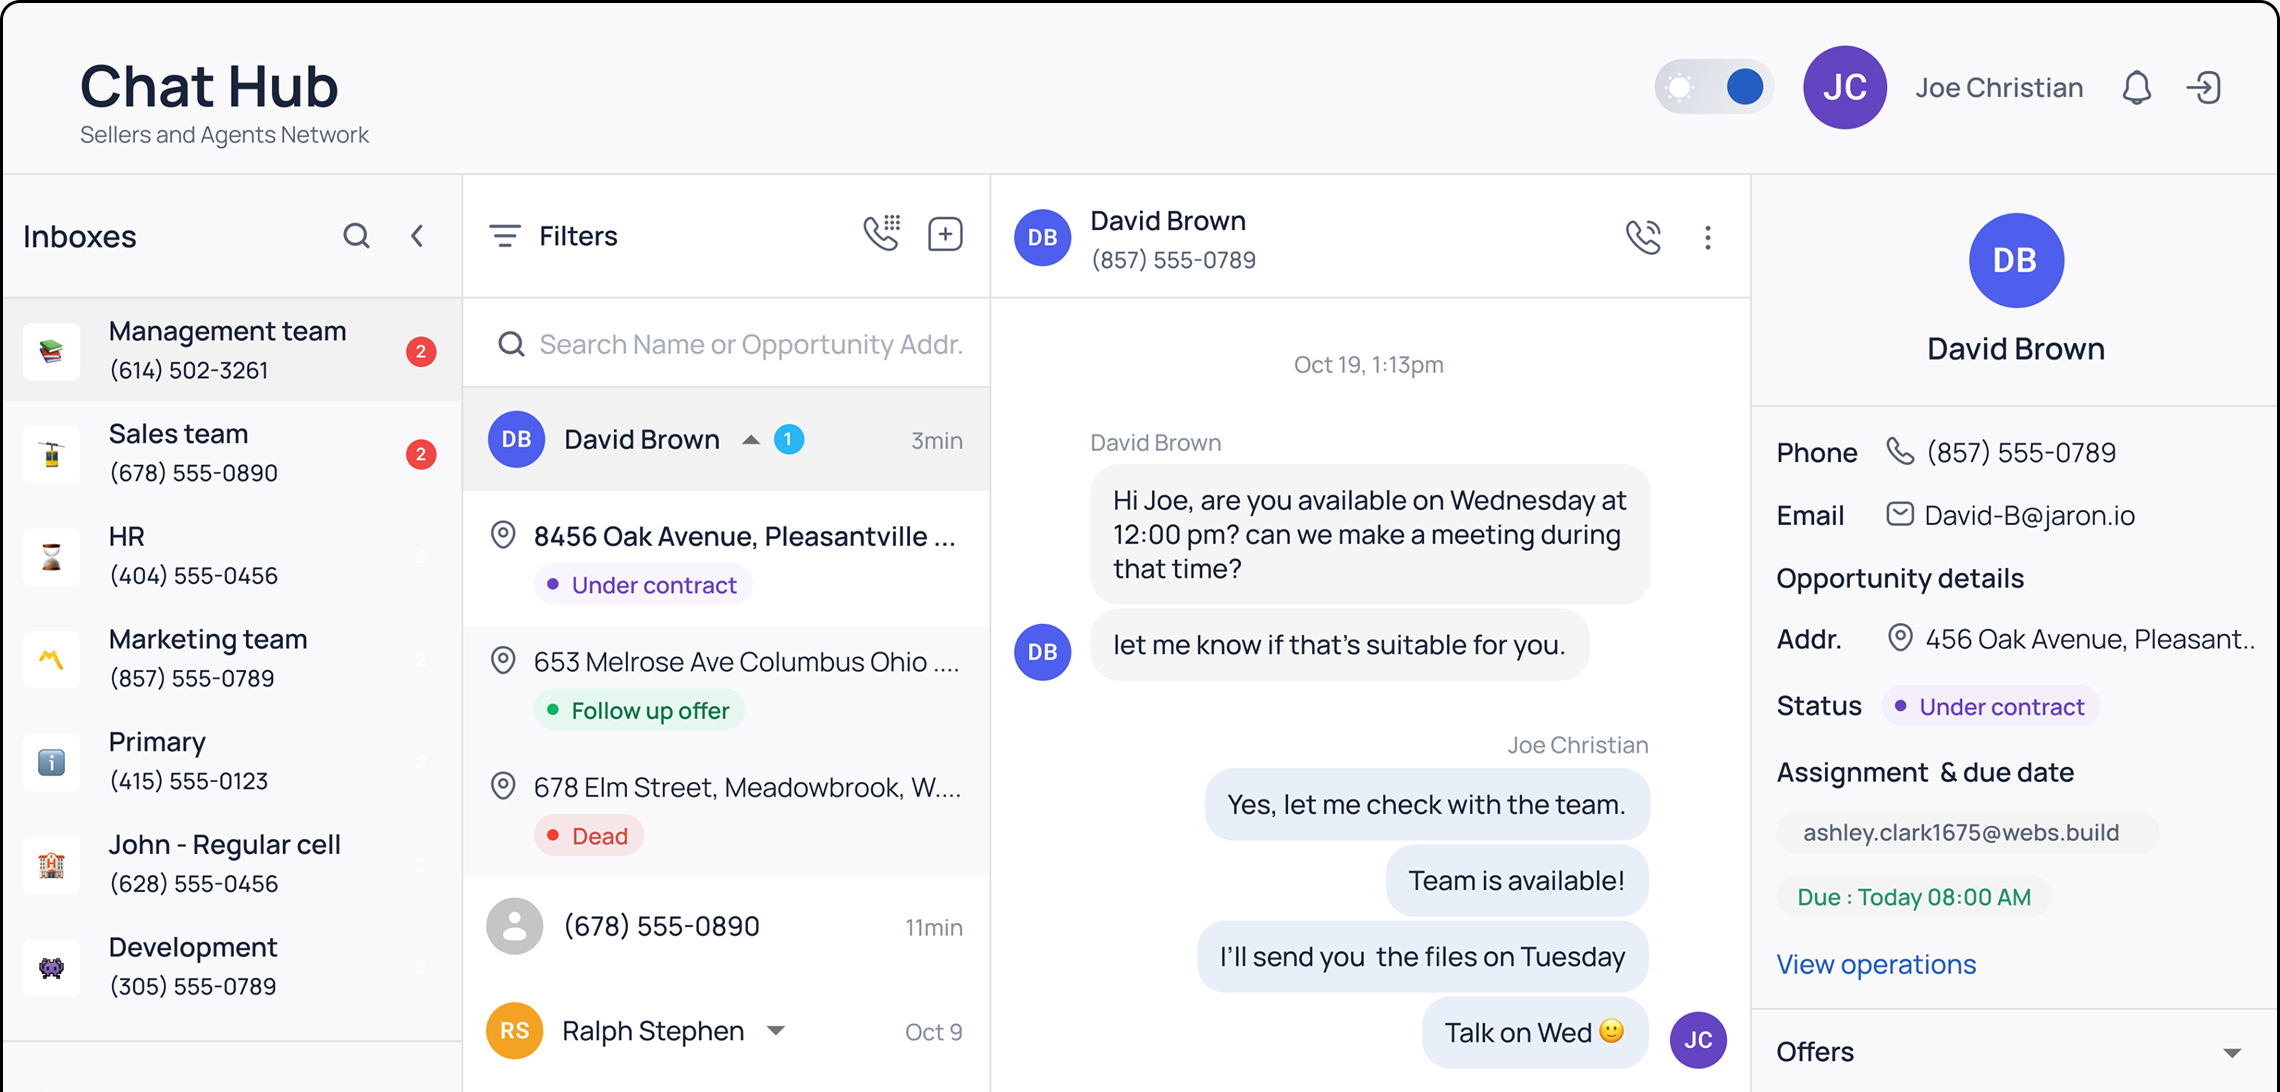 Chat Hub
Sellers and Agents Network
JC
Joe Christian
Inboxes
Management team
(614) 502-3261
2
Sales team
(678) 555-0890
2
HR
(404) 555-0456
2
Marketing team
(857) 555-0789
2
Primary
(415) 555-0123
2
John - Regular cell
(628) 555-0456
2
Development
(305) 555-0789
2
Filters
Search Name or Opportunity Addr.
DB
David Brown
1
3min
8456 Oak Avenue, Pleasantville ...
Under contract
653 Melrose Ave Columbus Ohio ....
Follow up offer
678 Elm Street, Meadowbrook, W....
Dead
(678) 555-0890
11min
RS
Ralph Stephen
Oct 9
DB
David Brown
(857) 555-0789
Oct 19, 1:13pm
David Brown
Hi Joe, are you available on Wednesday at
12:00 pm? can we make a meeting during
that time?
let me know if that's suitable for you.
DB
Joe Christian
Yes, let me check with the team.
Team is available!
I'll send you the files on Tuesday
Talk on Wed 🙂
JC
DB
David Brown
Phone (857) 555-0789
Email David-B@jaron.io
Opportunity details
Addr. 456 Oak Avenue, Pleasant..
Status Under contract
Assignment & due date
ashley.clark1675@webs.build
Due : Today 08:00 AM
View operations
Offers